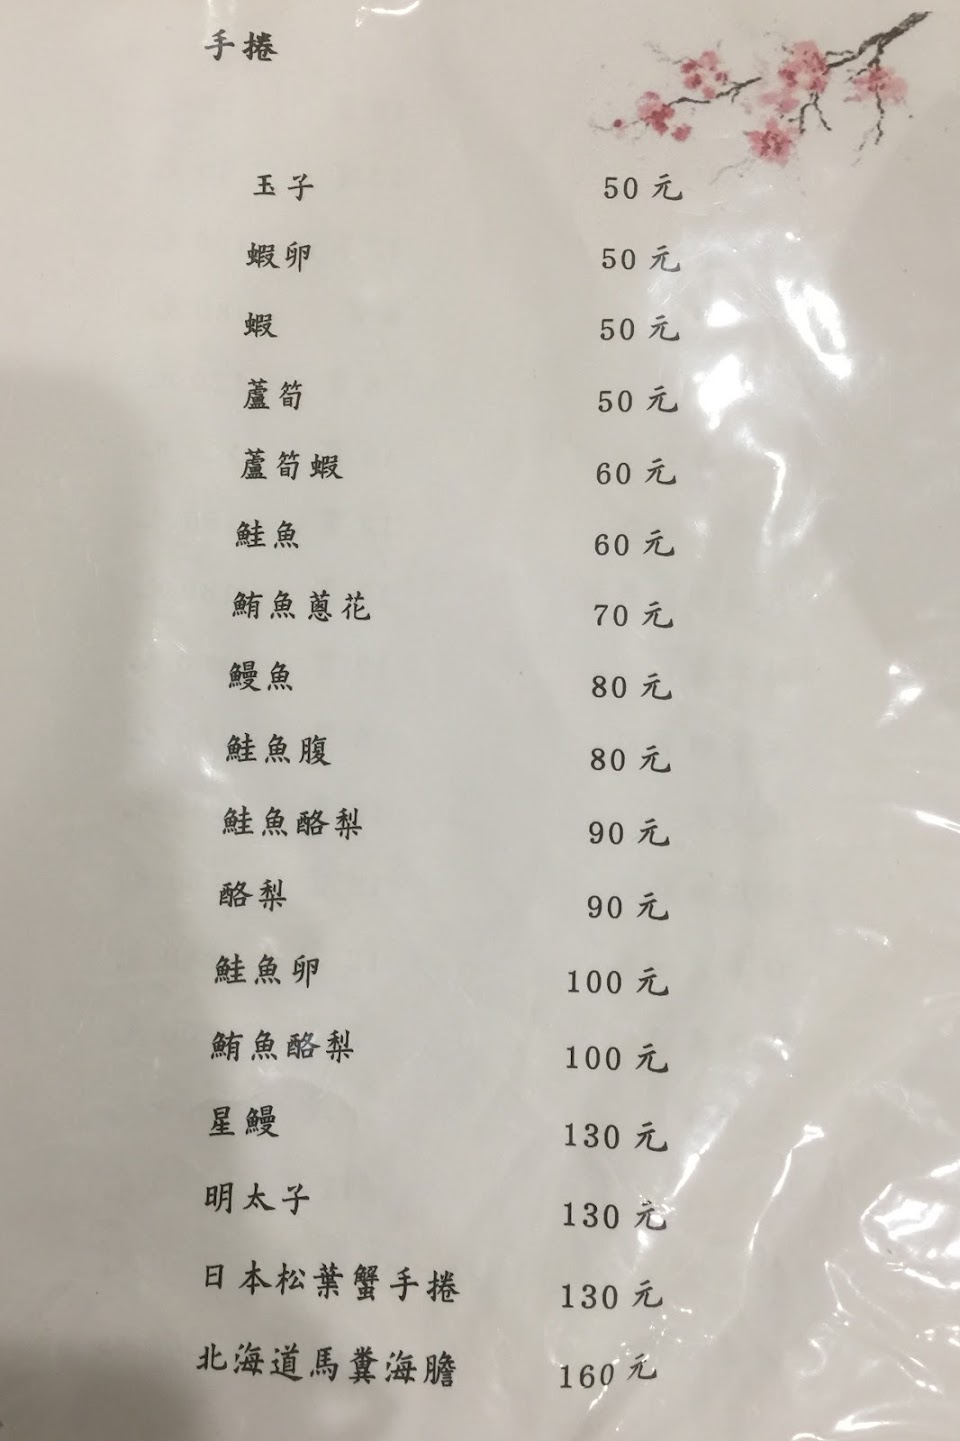 手捲
玉子 50 元
蝦卵 50 元
蝦 50 元
蘆筍 50 元
蘆筍蝦 60 元
鮭魚 60 元
鮪魚蔥花 70 元
鰻魚 80 元
鮭魚腹 80 元
鮭魚酪梨 90 元
酪梨 90 元
鮭魚卵 100 元
鮪魚酪梨 100 元
星鰻 130 元
明太子 130 元
日本松葉蟹手捲 130 元
北海道馬糞海膽 160 元